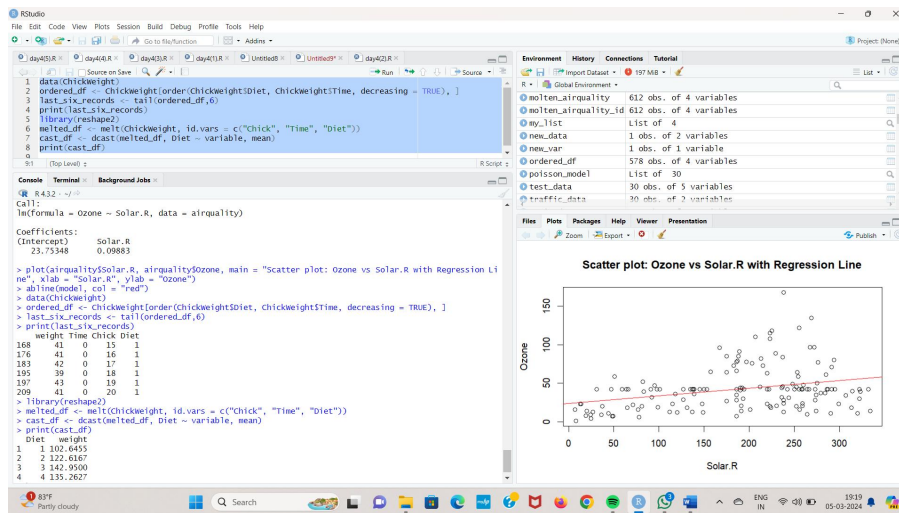 RStudio
File Edit Code View Plots Session Build Debug Profile Tools Help
Go to file/function
Addins
Project: (None)
day4(5).R
day4(4).R
day4(3).R
day4(1).R
Untitled8
Untitled9*
day4(2).R
Source on Save
Run
Source
1 data(ChickWeight)
2 ordered_df <- ChickWeight[order(ChickWeight$Diet, ChickWeight$Time, decreasing = TRUE), ]
3 last_six_records <- tail(ordered_df,6)
4 print(last_six_records)
5 library(reshape2)
6 melted_df <- melt(ChickWeight, id.vars = c("Chick", "Time", "Diet"))
7 cast_df <- dcast(melted_df, Diet ~ variable, mean)
8 print(cast_df)
9
9:1 (Top Level) R Script
Console Terminal Background Jobs
R 4.3.2 · ~/
Call:
lm(formula = Ozone ~ Solar.R, data = airquality)
Coefficients:
(Intercept) Solar.R
23.75348 0.09883
> plot(airquality$Solar.R, airquality$Ozone, main = "Scatter plot: Ozone vs Solar.R with Regression Li
ne", xlab = "Solar.R", ylab = "Ozone")
> abline(model, col = "red")
> data(ChickWeight)
> ordered_df <- ChickWeight[order(ChickWeight$Diet, ChickWeight$Time, decreasing = TRUE), ]
> last_six_records <- tail(ordered_df,6)
> print(last_six_records)
weight Time Chick Diet
168 41 0 15 1
176 41 0 16 1
183 42 0 17 1
195 39 0 18 1
197 43 0 19 1
209 41 0 20 1
> library(reshape2)
> melted_df <- melt(ChickWeight, id.vars = c("Chick", "Time", "Diet"))
> cast_df <- dcast(melted_df, Diet ~ variable, mean)
> print(cast_df)
Diet weight
1 1 102.6455
2 2 122.6167
3 3 142.9500
4 4 135.2627
Environment History Connections Tutorial
Import Dataset 197 MiB List
R Global Environment
molten_airquality 612 obs. of 4 variables
molten_airquality_id 612 obs. of 4 variables
my_list List of 4
new_data 1 obs. of 2 variables
new_var 1 obs. of 1 variable
ordered_df 578 obs. of 4 variables
poisson_model List of 30
test_data 30 obs. of 5 variables
traffic_data 30 obs. of 2 variables
Files Plots Packages Help Viewer Presentation
Zoom Export Publish
Scatter plot: Ozone vs Solar.R with Regression Line
Ozone
150
100
50
0
0 50 100 150 200 250 300
Solar.R
83°F
Partly cloudy
Search
ENG
IN
19:19
05-03-2024